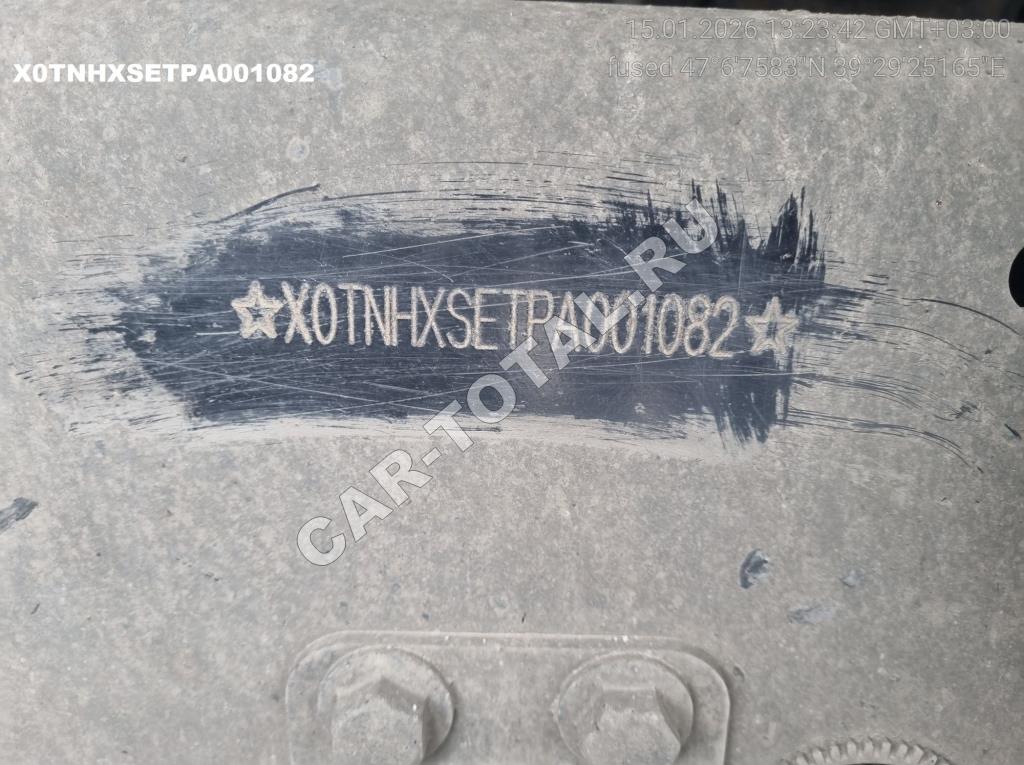 15.01.2026 13:23:42 GMT+03:00
X0TNHXSETPA001082
fused 47°6'7583"N 39°29'25165"E
☆X0TNHXSETPA001082☆
CAR-TOTAL.RU